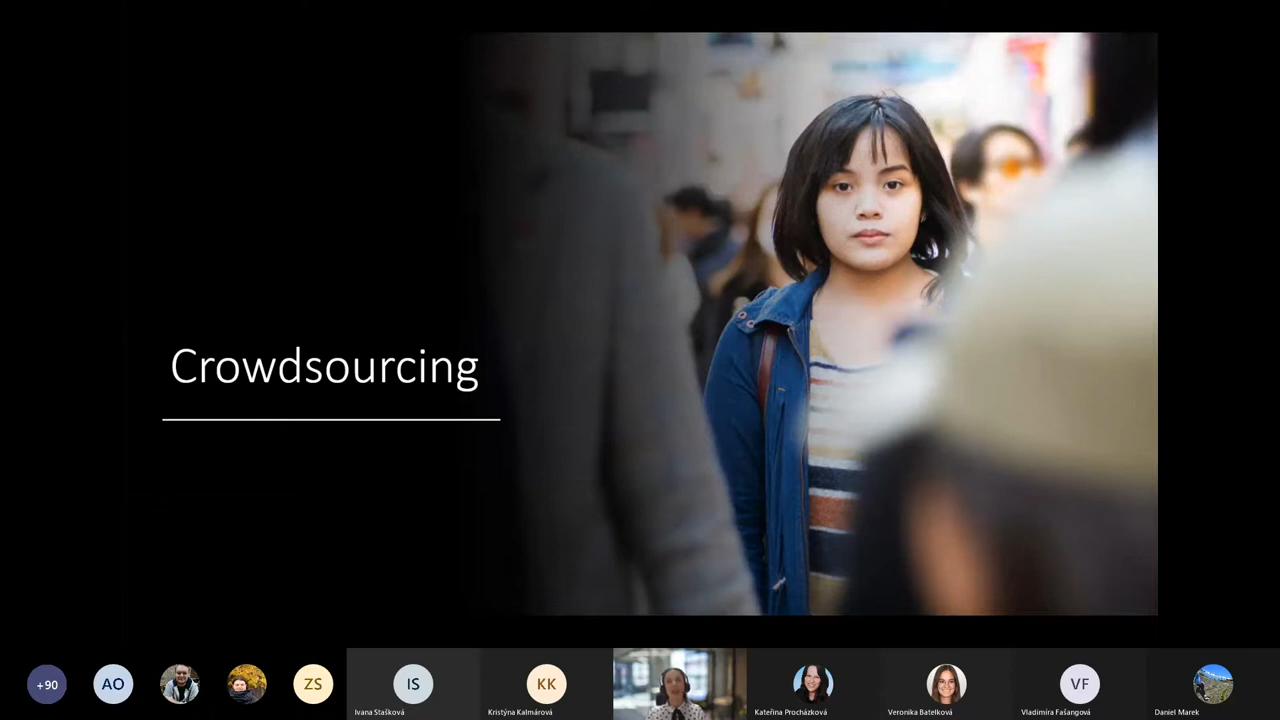 Crowdsourcing
+90
AO
ZS
IS
KK
VF
Ivana Stašková
Kristýna Kalmárová
Kateřina Procházková
Veronika Batelková
Vladimíra Fašangová
Daniel Marek